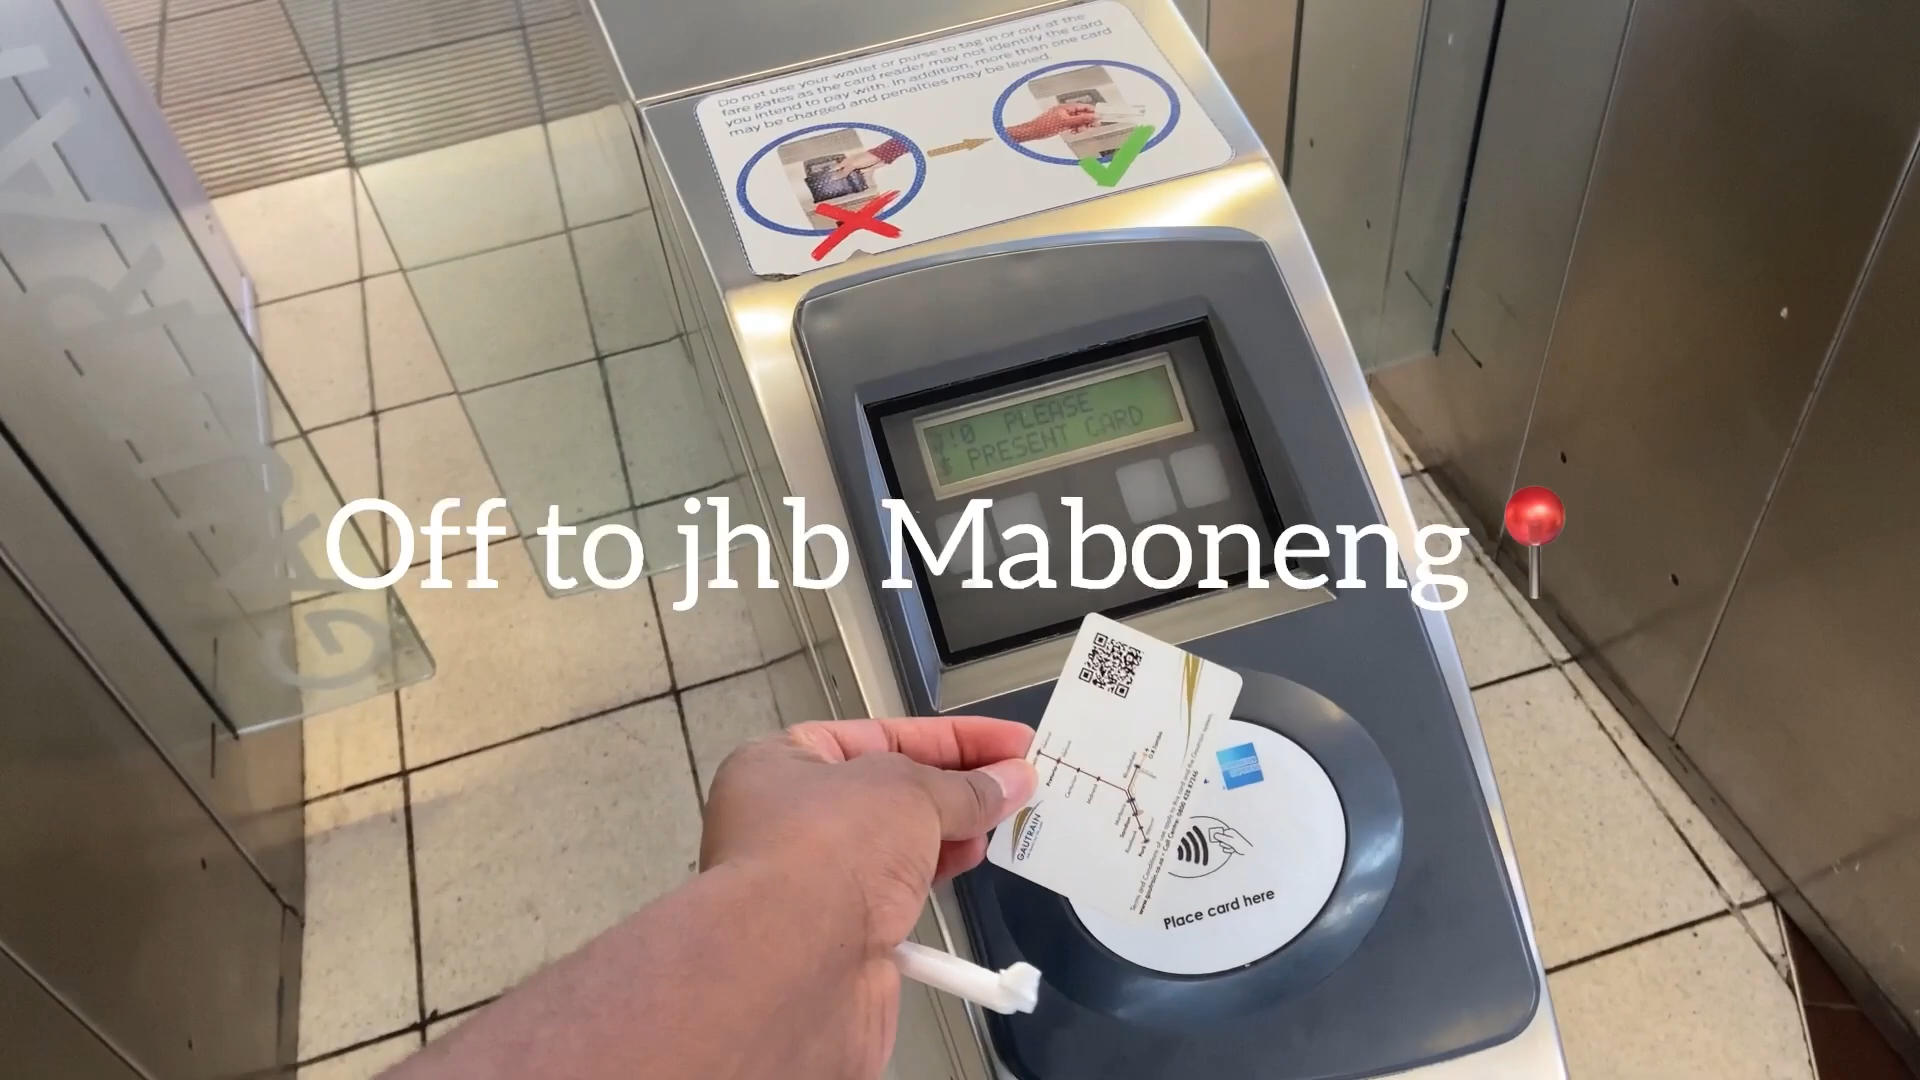 Do not use your wallet or purse to tag in or out at the
fare gates as the card reader may not identify the card
you intend to pay with. In addition, more than one card
may be charged and penalties may be levied.
PLEASE
PRESENT CARD
Off to jhb Maboneng
GAUTRAIN
Place card here
GAUTRAIN